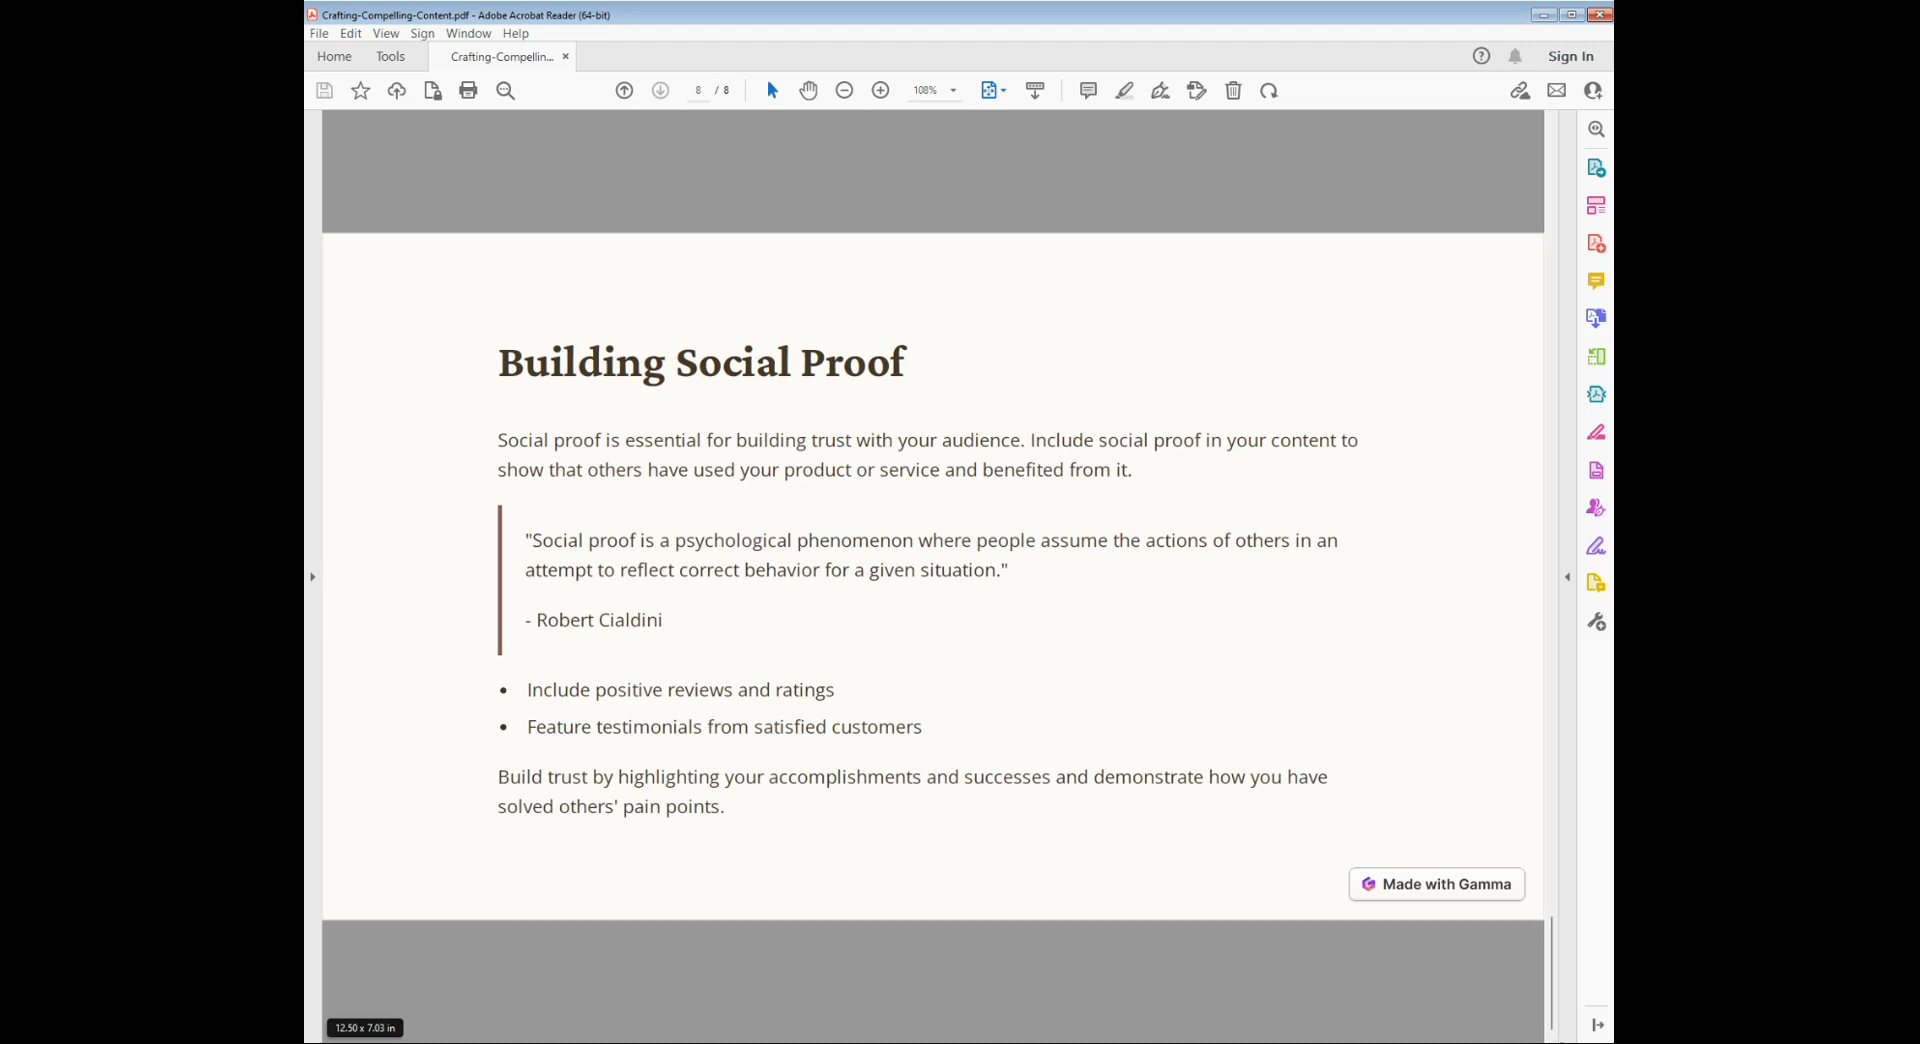 Crafting-Compelling-Content.pdf - Adobe Acrobat Reader (64-bit)
File Edit View Sign Window Help
Home Tools Crafting-Compellin... × Sign In
8 / 8 108%
Building Social Proof
Social proof is essential for building trust with your audience. Include social proof in your content to
show that others have used your product or service and benefited from it.
"Social proof is a psychological phenomenon where people assume the actions of others in an
attempt to reflect correct behavior for a given situation."
- Robert Cialdini
• Include positive reviews and ratings
• Feature testimonials from satisfied customers
Build trust by highlighting your accomplishments and successes and demonstrate how you have
solved others' pain points.
Made with Gamma
12.50 x 7.03 in